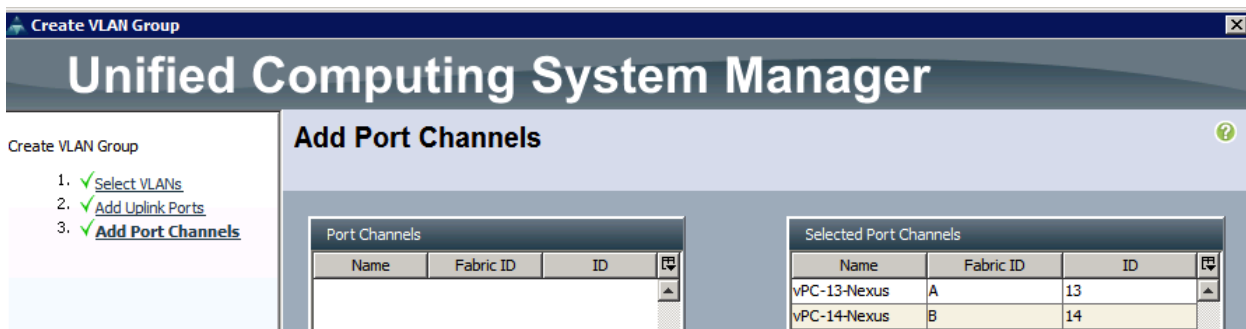 Create VLAN Group
Unified Computing System Manager
Create VLAN Group
1. Select VLANs
2. Add Uplink Ports
3. Add Port Channels
Add Port Channels
Port Channels
Name Fabric ID ID
Selected Port Channels
Name Fabric ID ID
vPC-13-Nexus A 13
vPC-14-Nexus B 14